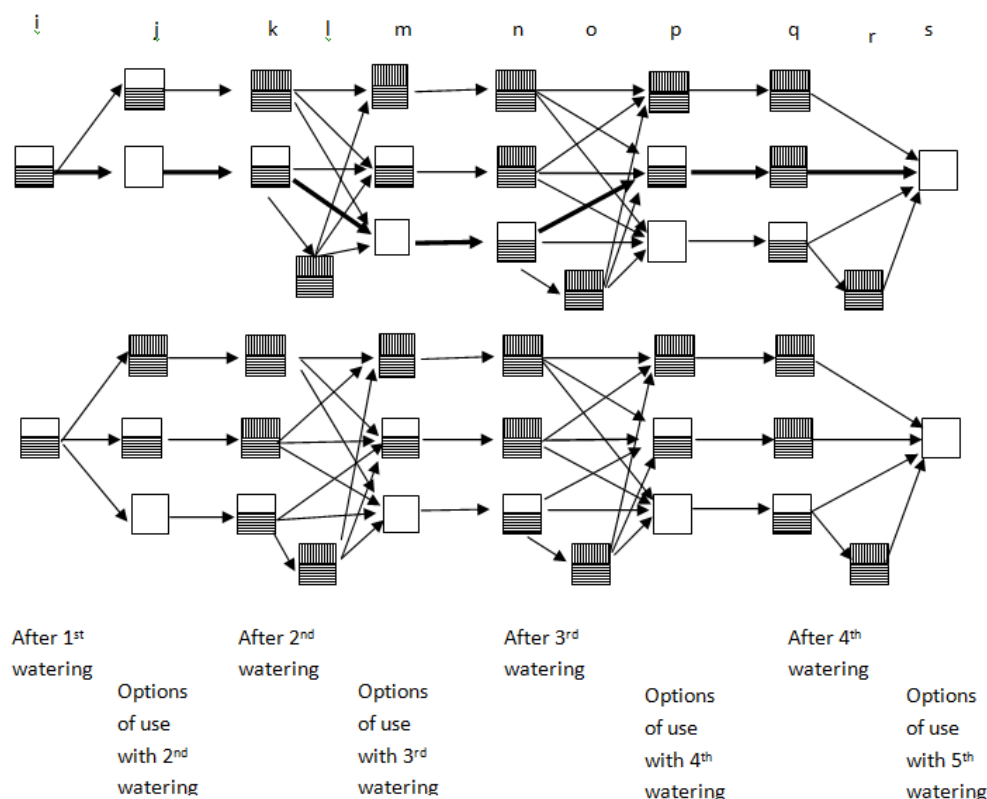 i j k l m n o p q r s
After 1st
watering
After 2nd
watering
After 3rd
watering
After 4th
watering
Options
of use
with 2nd
watering
Options
of use
with 3rd
watering
Options
of use
with 4th
watering
Options
of use
with 5th
watering